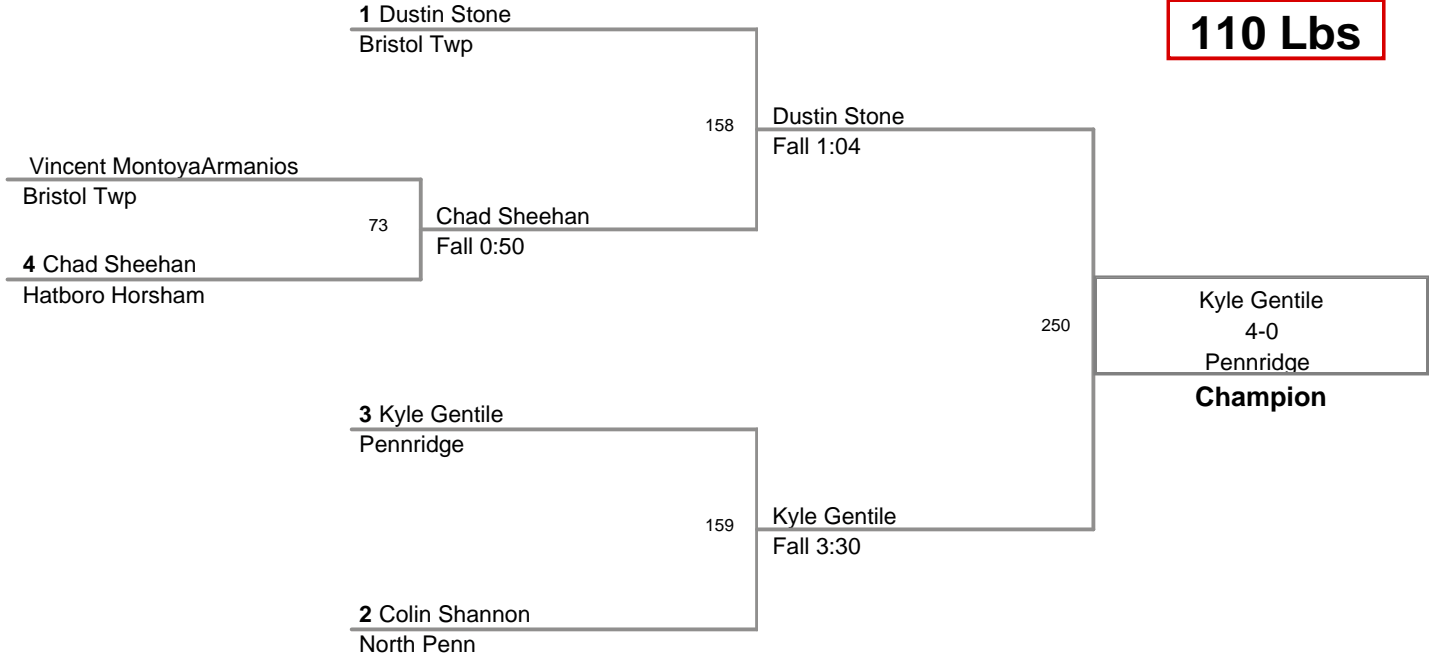 1 Dustin Stone
Bristol Twp
110 Lbs
158
Dustin Stone
Fall 1:04
Vincent MontoyaArmanios
Bristol Twp
73
Chad Sheehan
Fall 0:50
4 Chad Sheehan
Hatboro Horsham
250
Kyle Gentile
4-0
Pennridge
Champion
3 Kyle Gentile
Pennridge
159
Kyle Gentile
Fall 3:30
2 Colin Shannon
North Penn